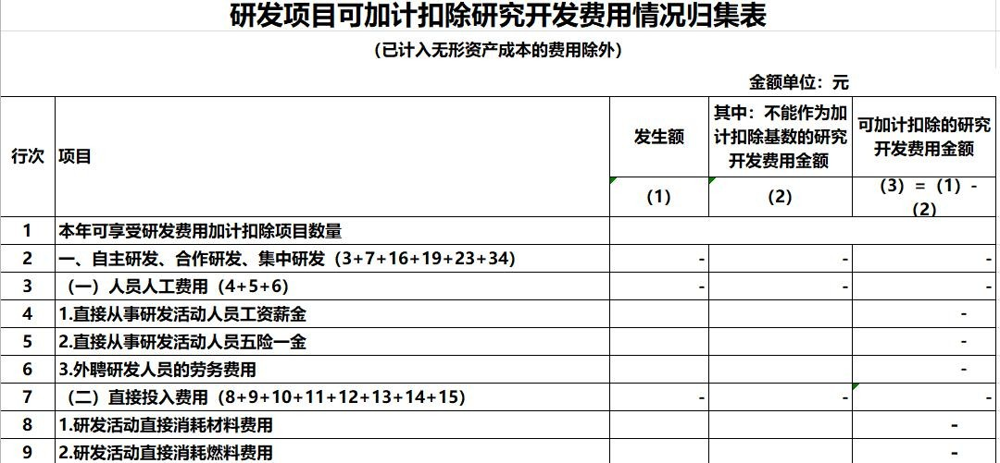 研发项目可加计扣除研究开发费用情况归集表
（已计入无形资产成本的费用除外）
金额单位：元
行次 项目 发生额 其中：不能作为加
计扣除基数的研究
开发费用金额 可加计扣除的研究
开发费用金额
（1） （2） （3）=（1）-
（2）
1 本年可享受研发费用加计扣除项目数量
2 一、自主研发、合作研发、集中研发（3+7+16+19+23+34） - - -
3 （一）人员人工费用（4+5+6） - - -
4 1.直接从事研发活动人员工资薪金 -
5 2.直接从事研发活动人员五险一金 -
6 3.外聘研发人员的劳务费用 -
7 （二）直接投入费用（8+9+10+11+12+13+14+15） - - -
8 1.研发活动直接消耗材料费用 -
9 2.研发活动直接消耗燃料费用 -